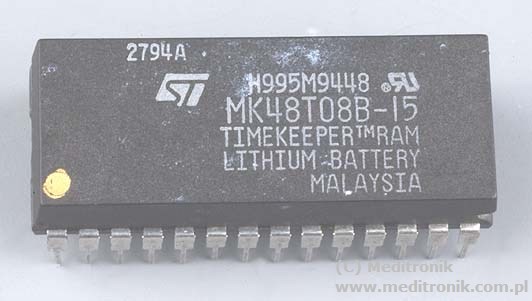 2794A
ST H995M9448
MK48T08B-15
TIMEKEEPER™RAM
LITHIUM BATTERY
MALAYSIA
(C) Meditronik
www.meditronik.com.pl